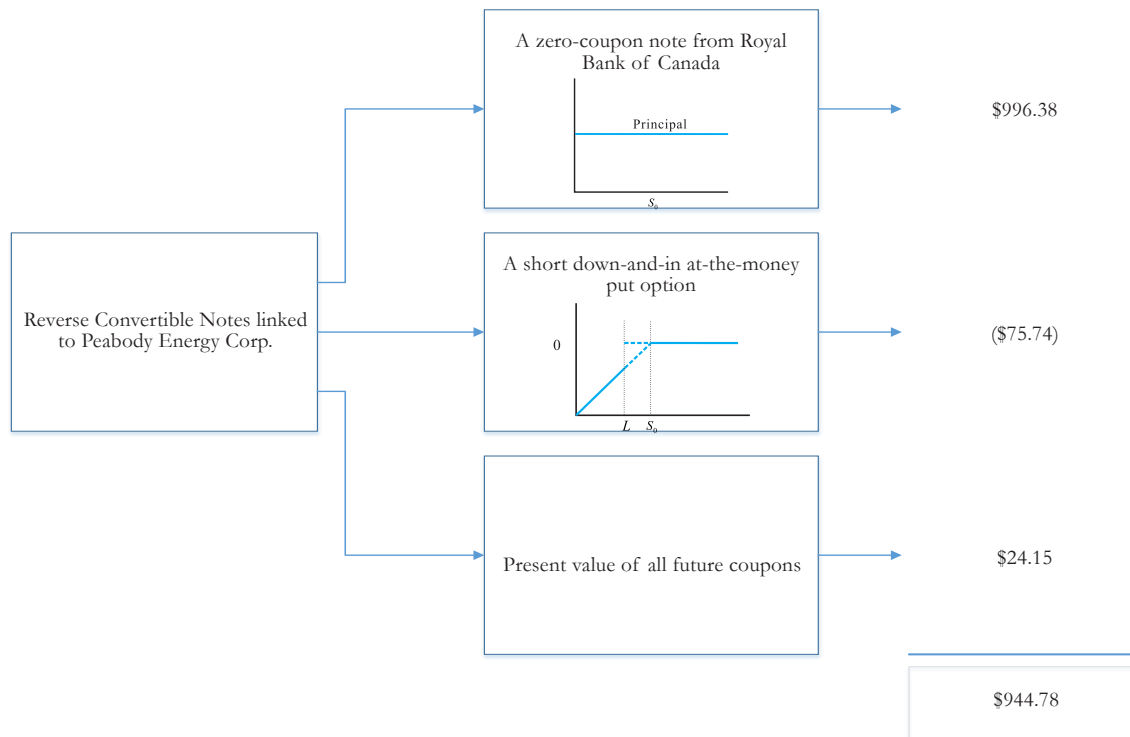 A zero-coupon note from Royal
Bank of Canada
Principal
S₀
$996.38
Reverse Convertible Notes linked
to Peabody Energy Corp.
A short down-and-in at-the-money
put option
0
L S₀
($75.74)
Present value of all future coupons
$24.15
$944.78